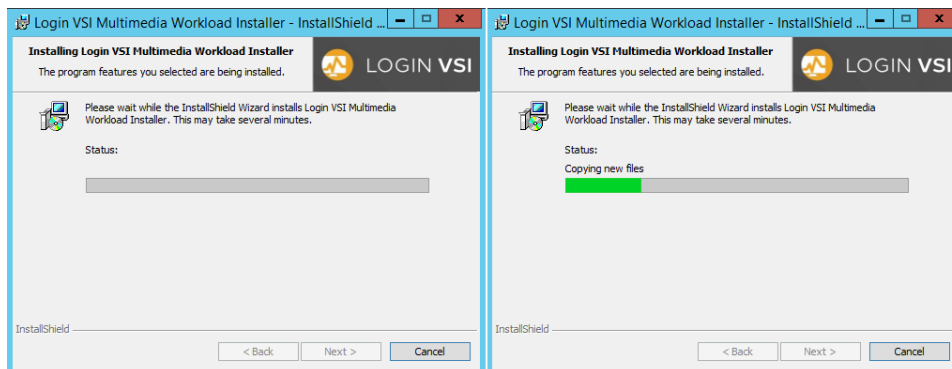 Login VSI Multimedia Workload Installer - InstallShield ...
Installing Login VSI Multimedia Workload Installer
The program features you selected are being installed.
LOGIN VSI
Please wait while the InstallShield Wizard installs Login VSI Multimedia
Workload Installer. This may take several minutes.
Status:
InstallShield
< Back
Next >
Cancel
Login VSI Multimedia Workload Installer - InstallShield ...
Installing Login VSI Multimedia Workload Installer
The program features you selected are being installed.
LOGIN VSI
Please wait while the InstallShield Wizard installs Login VSI Multimedia
Workload Installer. This may take several minutes.
Status:
Copying new files
InstallShield
< Back
Next >
Cancel